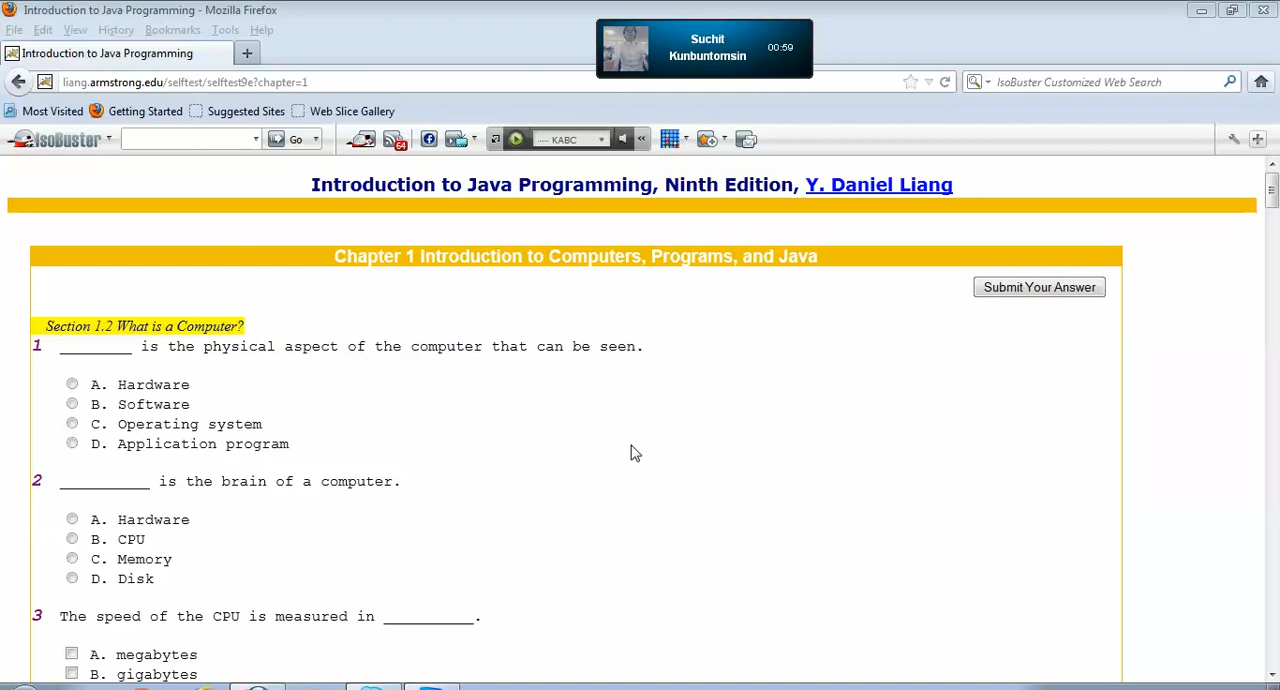 Introduction to Java Programming - Mozilla Firefox
File Edit View History Bookmarks Tools Help
Suchit
Kunbuntomsin
00:59
Introduction to Java Programming
liang.armstrong.edu/selftest/selftest9e?chapter=1
IsoBuster Customized Web Search
Most Visited Getting Started Suggested Sites Web Slice Gallery
IsoBuster Go 64 ---- KABC
Introduction to Java Programming, Ninth Edition, Y. Daniel Liang
Chapter 1 Introduction to Computers, Programs, and Java
Submit Your Answer
Section 1.2 What is a Computer?
1 ________ is the physical aspect of the computer that can be seen.
A. Hardware
B. Software
C. Operating system
D. Application program
2 __________ is the brain of a computer.
A. Hardware
B. CPU
C. Memory
D. Disk
3 The speed of the CPU is measured in __________.
A. megabytes
B. gigabytes